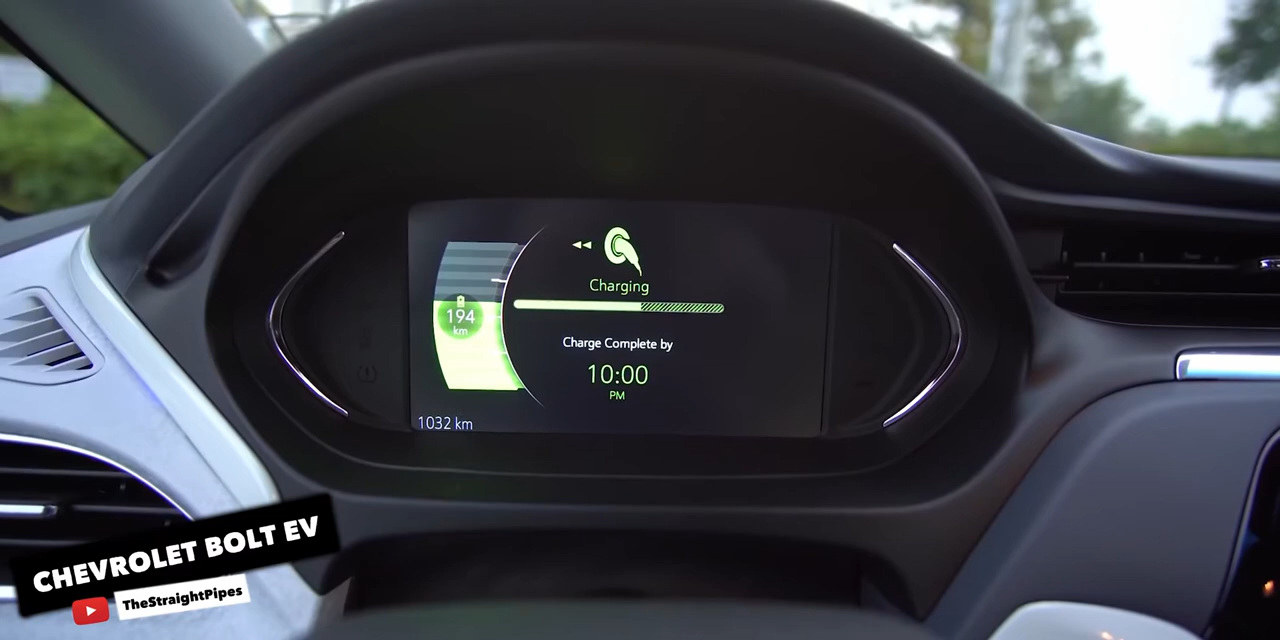 Charging
194
km
Charge Complete by
10:00
PM
1032 km
CHEVROLET BOLT EV
TheStraightPipes